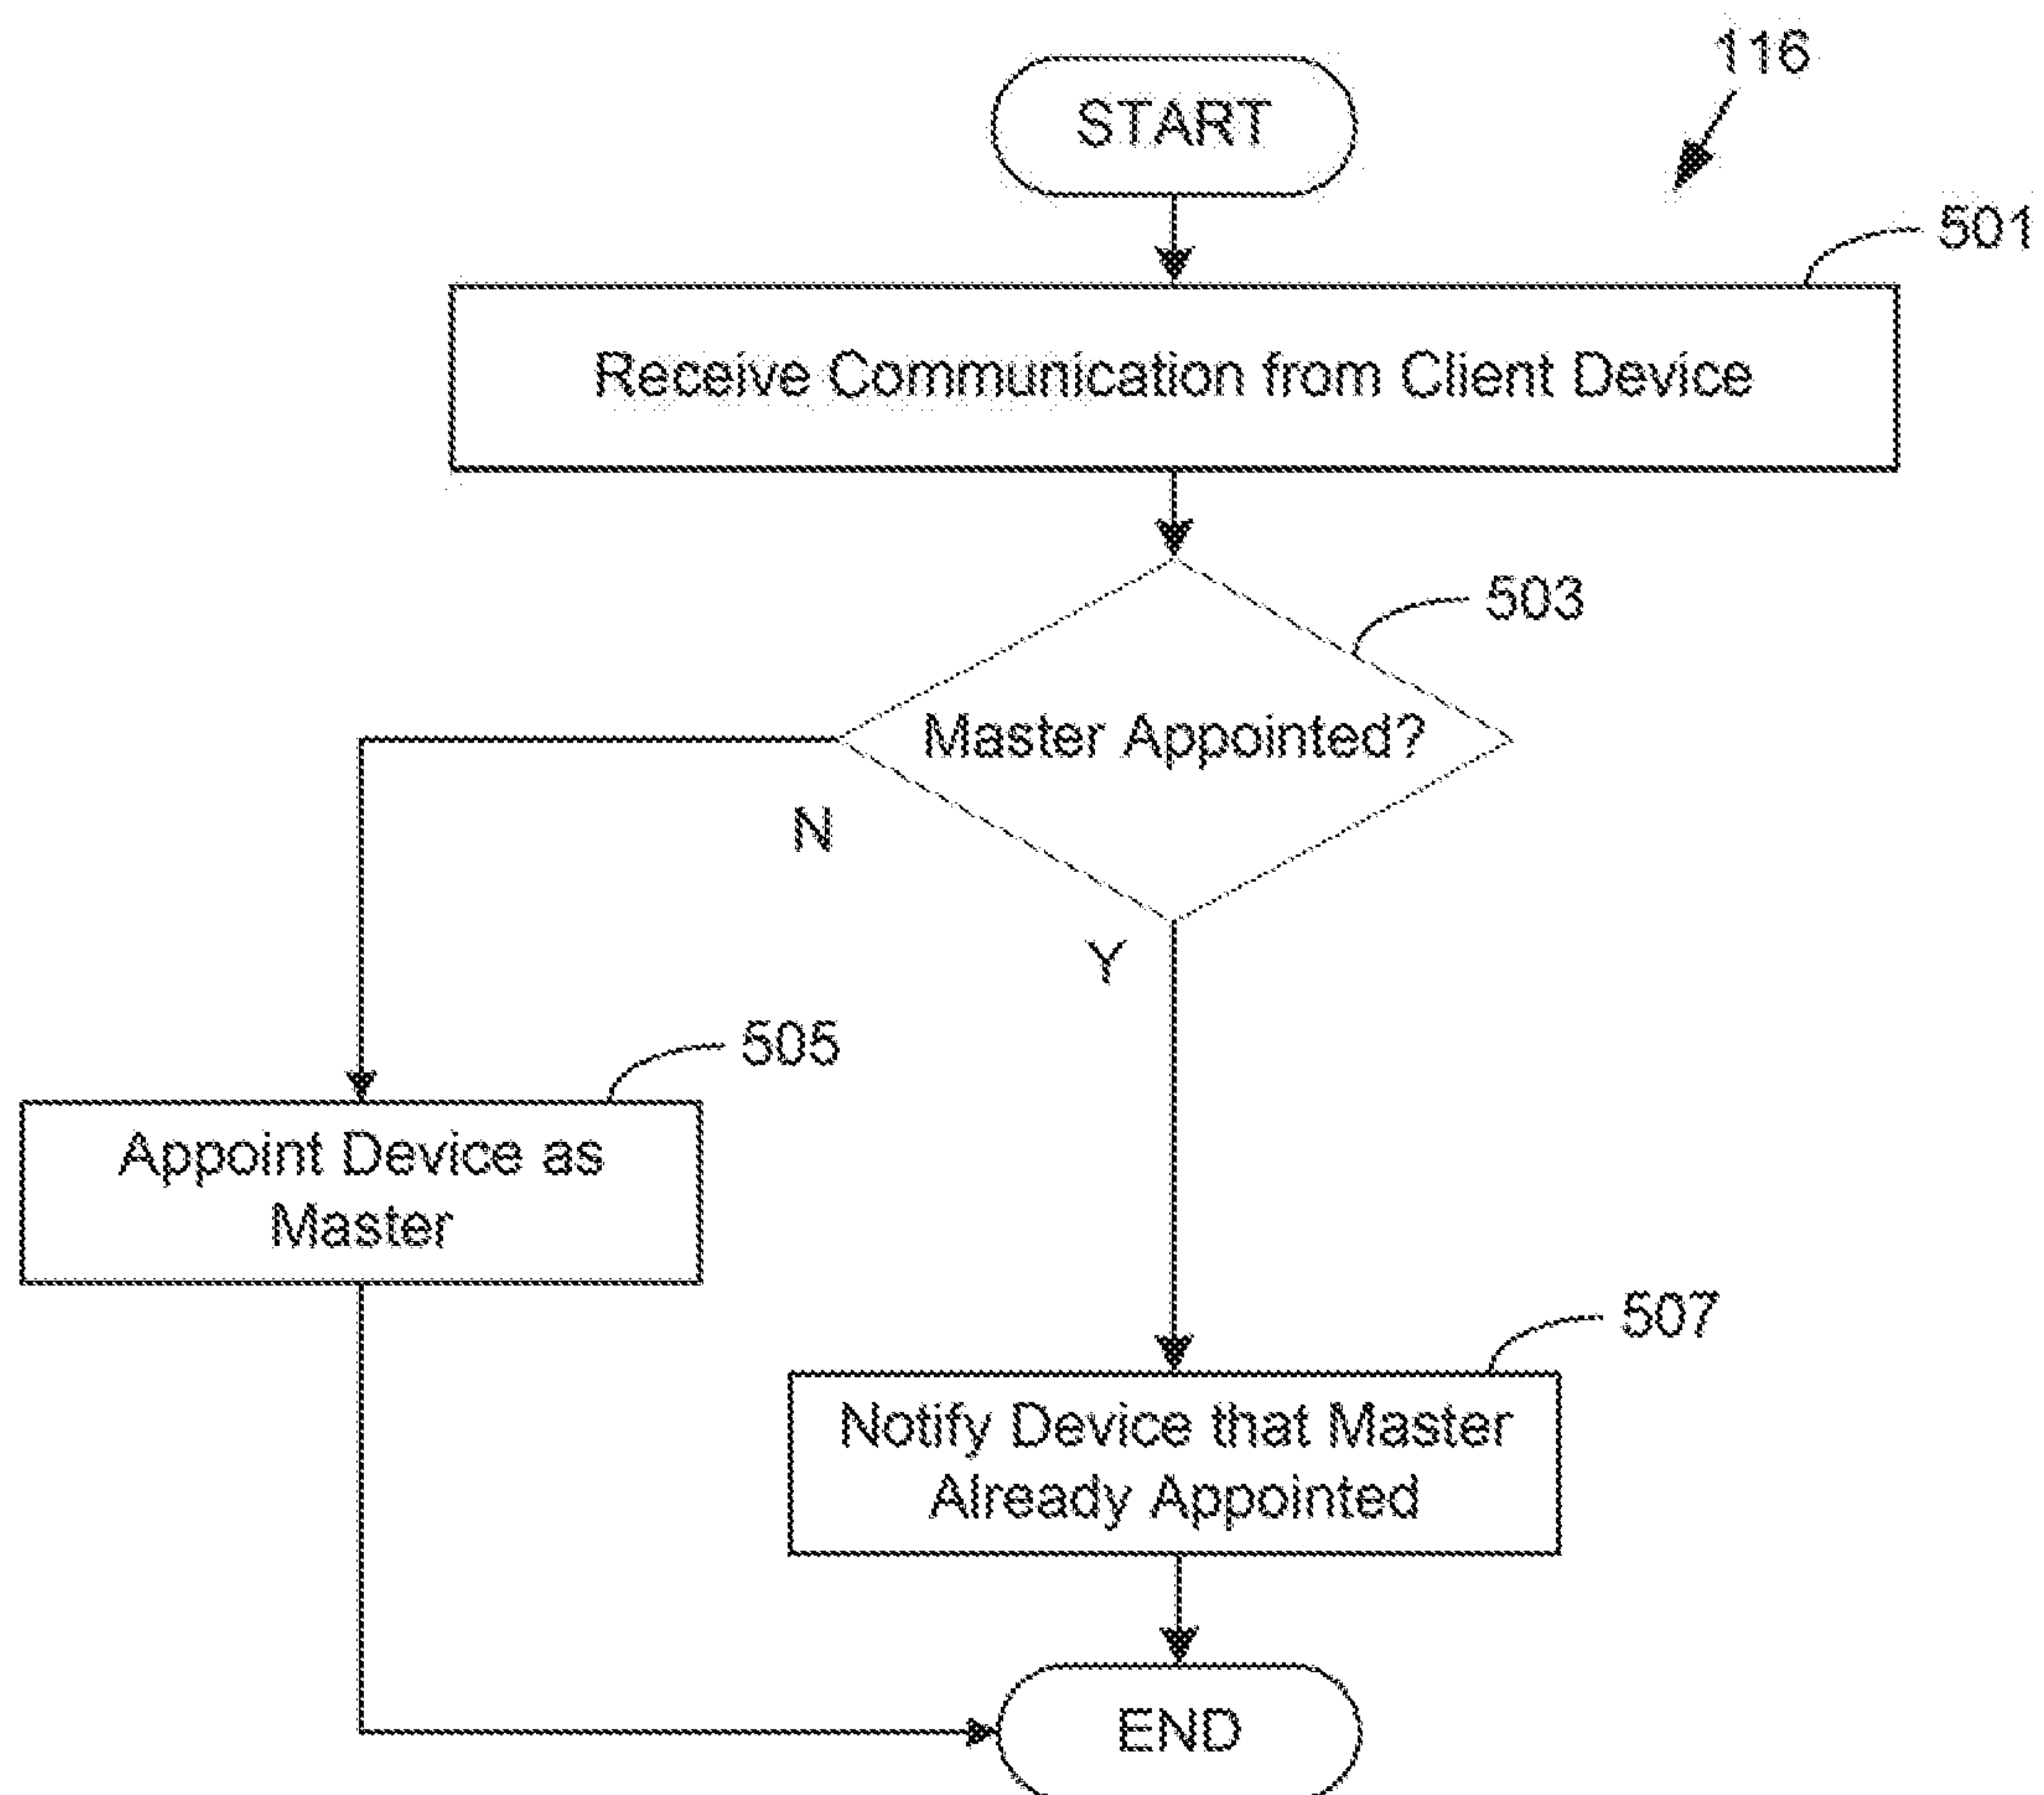 116
START
501
Receive Communication from Client Device
503
Master Appointed?
N
Y
505
Appoint Device as
Master
507
Notify Device that Master
Already Appointed
END